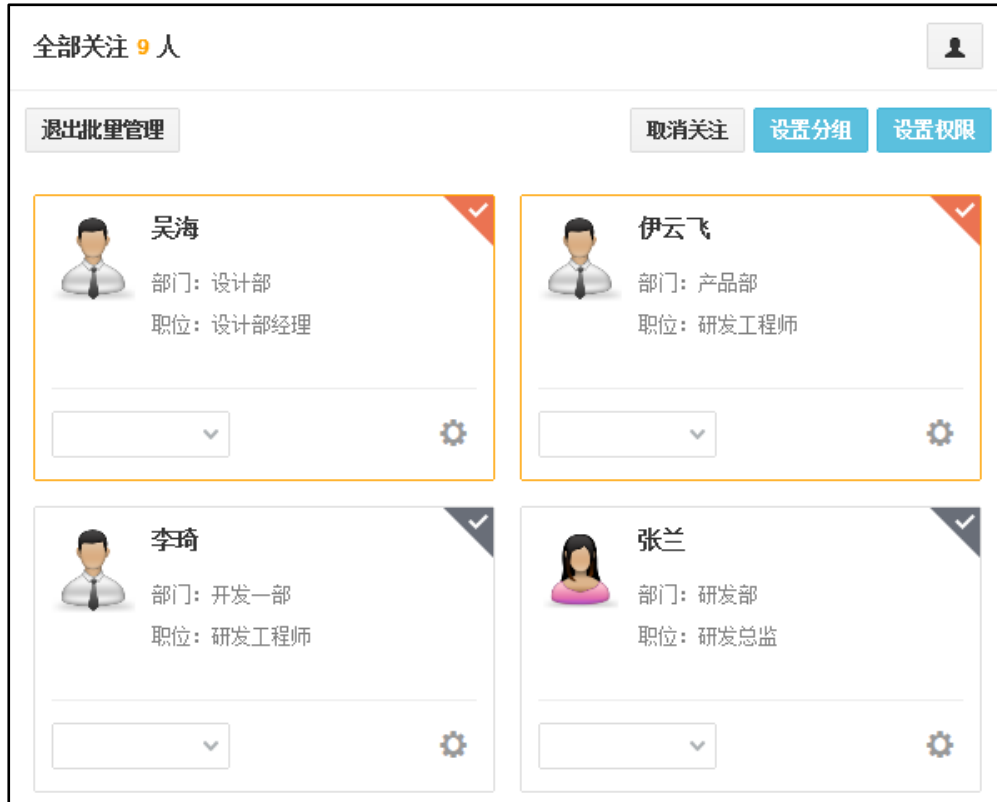 全部关注 9 人
退出批量管理 取消关注 设置分组 设置权限
吴海
部门：设计部
职位：设计部经理
伊云飞
部门：产品部
职位：研发工程师
李琦
部门：开发一部
职位：研发工程师
张兰
部门：研发部
职位：研发总监